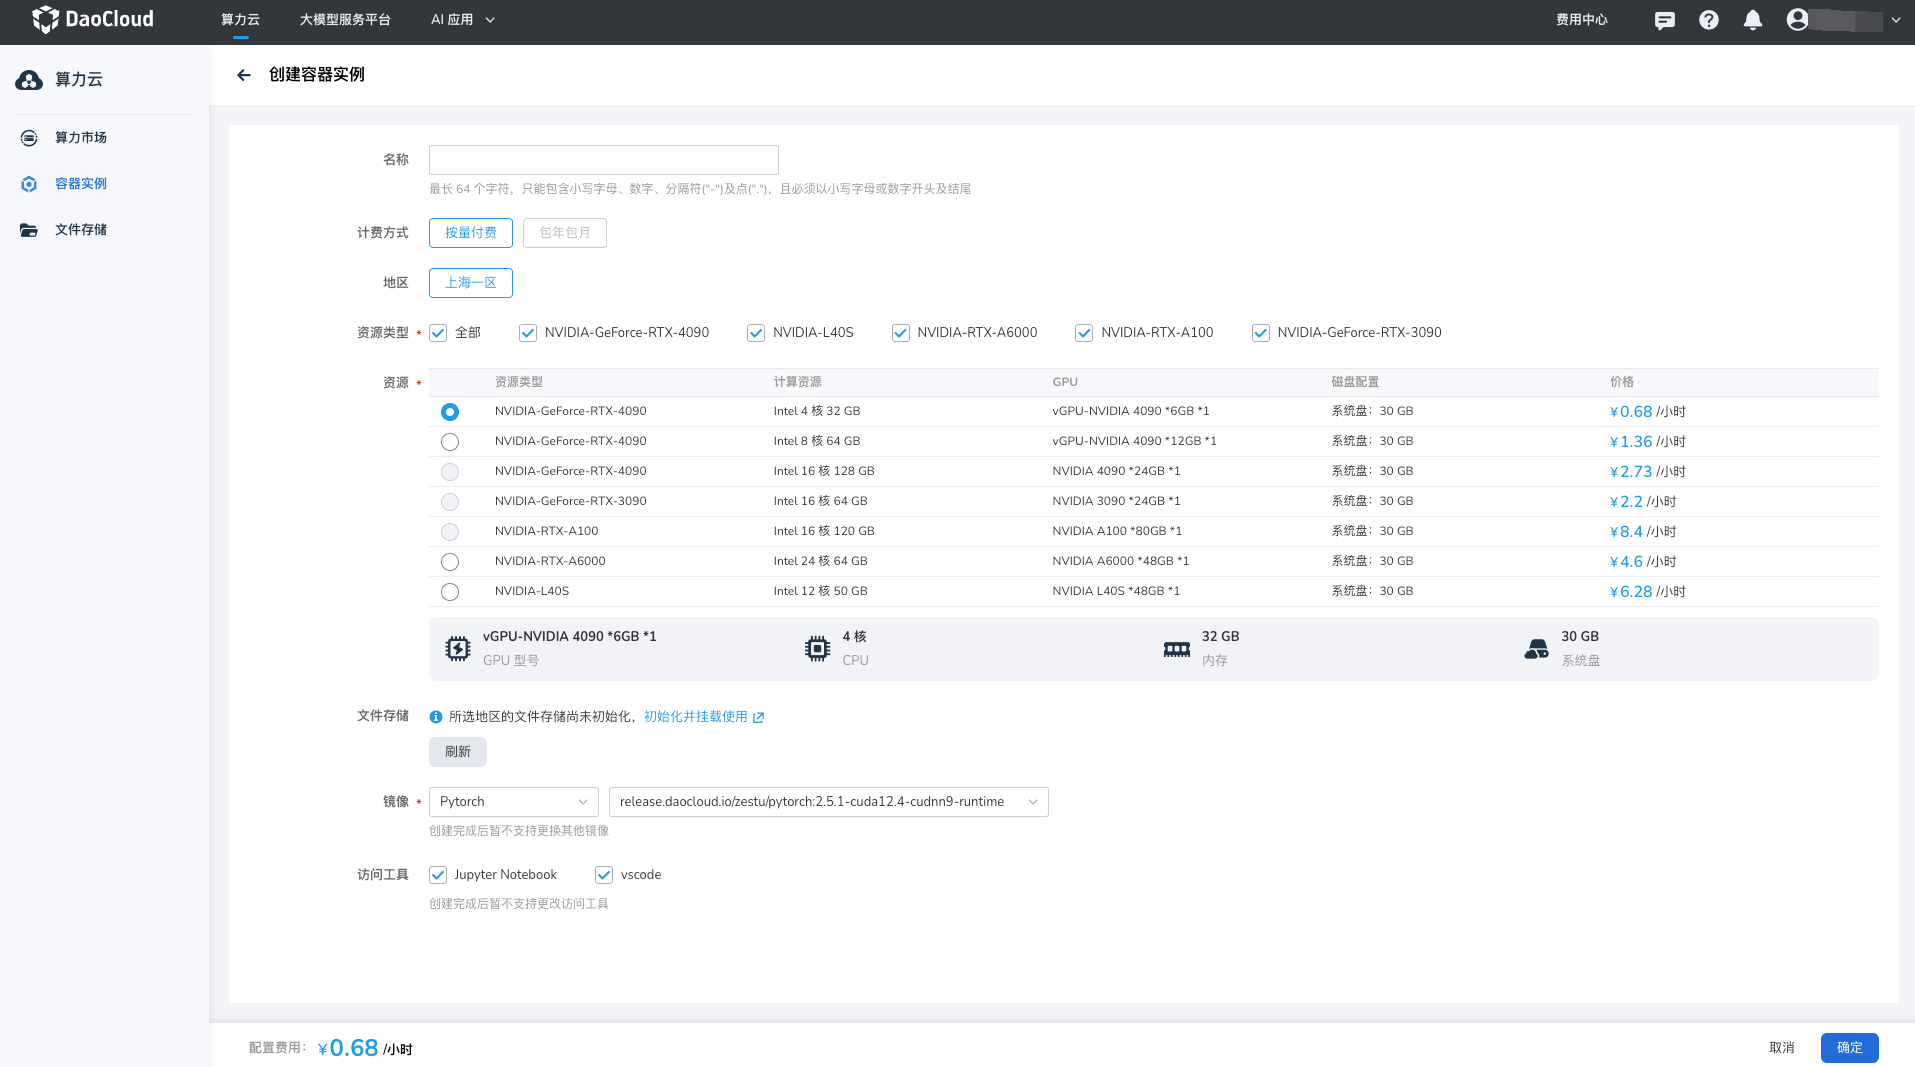 DaoCloud 算力云 大模型服务平台 AI 应用 费用中心
算力云
算力市场
容器实例
文件存储
创建容器实例
名称
最长 64 个字符，只能包含小写字母、数字、分隔符("-")及点(".")，且必须以小写字母或数字开头及结尾
计费方式 按量付费 包年包月
地区 上海一区
资源类型 * 全部 NVIDIA-GeForce-RTX-4090 NVIDIA-L40S NVIDIA-RTX-A6000 NVIDIA-RTX-A100 NVIDIA-GeForce-RTX-3090
资源 * 资源类型 计算资源 GPU 磁盘配置 价格
NVIDIA-GeForce-RTX-4090 Intel 4 核 32 GB vGPU-NVIDIA 4090 *6GB *1 系统盘：30 GB ¥0.68 /小时
NVIDIA-GeForce-RTX-4090 Intel 8 核 64 GB vGPU-NVIDIA 4090 *12GB *1 系统盘：30 GB ¥1.36 /小时
NVIDIA-GeForce-RTX-4090 Intel 16 核 128 GB NVIDIA 4090 *24GB *1 系统盘：30 GB ¥2.73 /小时
NVIDIA-GeForce-RTX-3090 Intel 16 核 64 GB NVIDIA 3090 *24GB *1 系统盘：30 GB ¥2.2 /小时
NVIDIA-RTX-A100 Intel 16 核 120 GB NVIDIA A100 *80GB *1 系统盘：30 GB ¥8.4 /小时
NVIDIA-RTX-A6000 Intel 24 核 64 GB NVIDIA A6000 *48GB *1 系统盘：30 GB ¥4.6 /小时
NVIDIA-L40S Intel 12 核 50 GB NVIDIA L40S *48GB *1 系统盘：30 GB ¥6.28 /小时
vGPU-NVIDIA 4090 *6GB *1 4 核 32 GB 30 GB
GPU 型号 CPU 内存 系统盘
文件存储 所选地区的文件存储尚未初始化，初始化并挂载使用
刷新
镜像 * Pytorch release.daocloud.io/zestu/pytorch:2.5.1-cuda12.4-cudnn9-runtime
创建完成后暂不支持更换其他镜像
访问工具 Jupyter Notebook vscode
创建完成后暂不支持更改访问工具
配置费用： ¥0.68 /小时 取消 确定